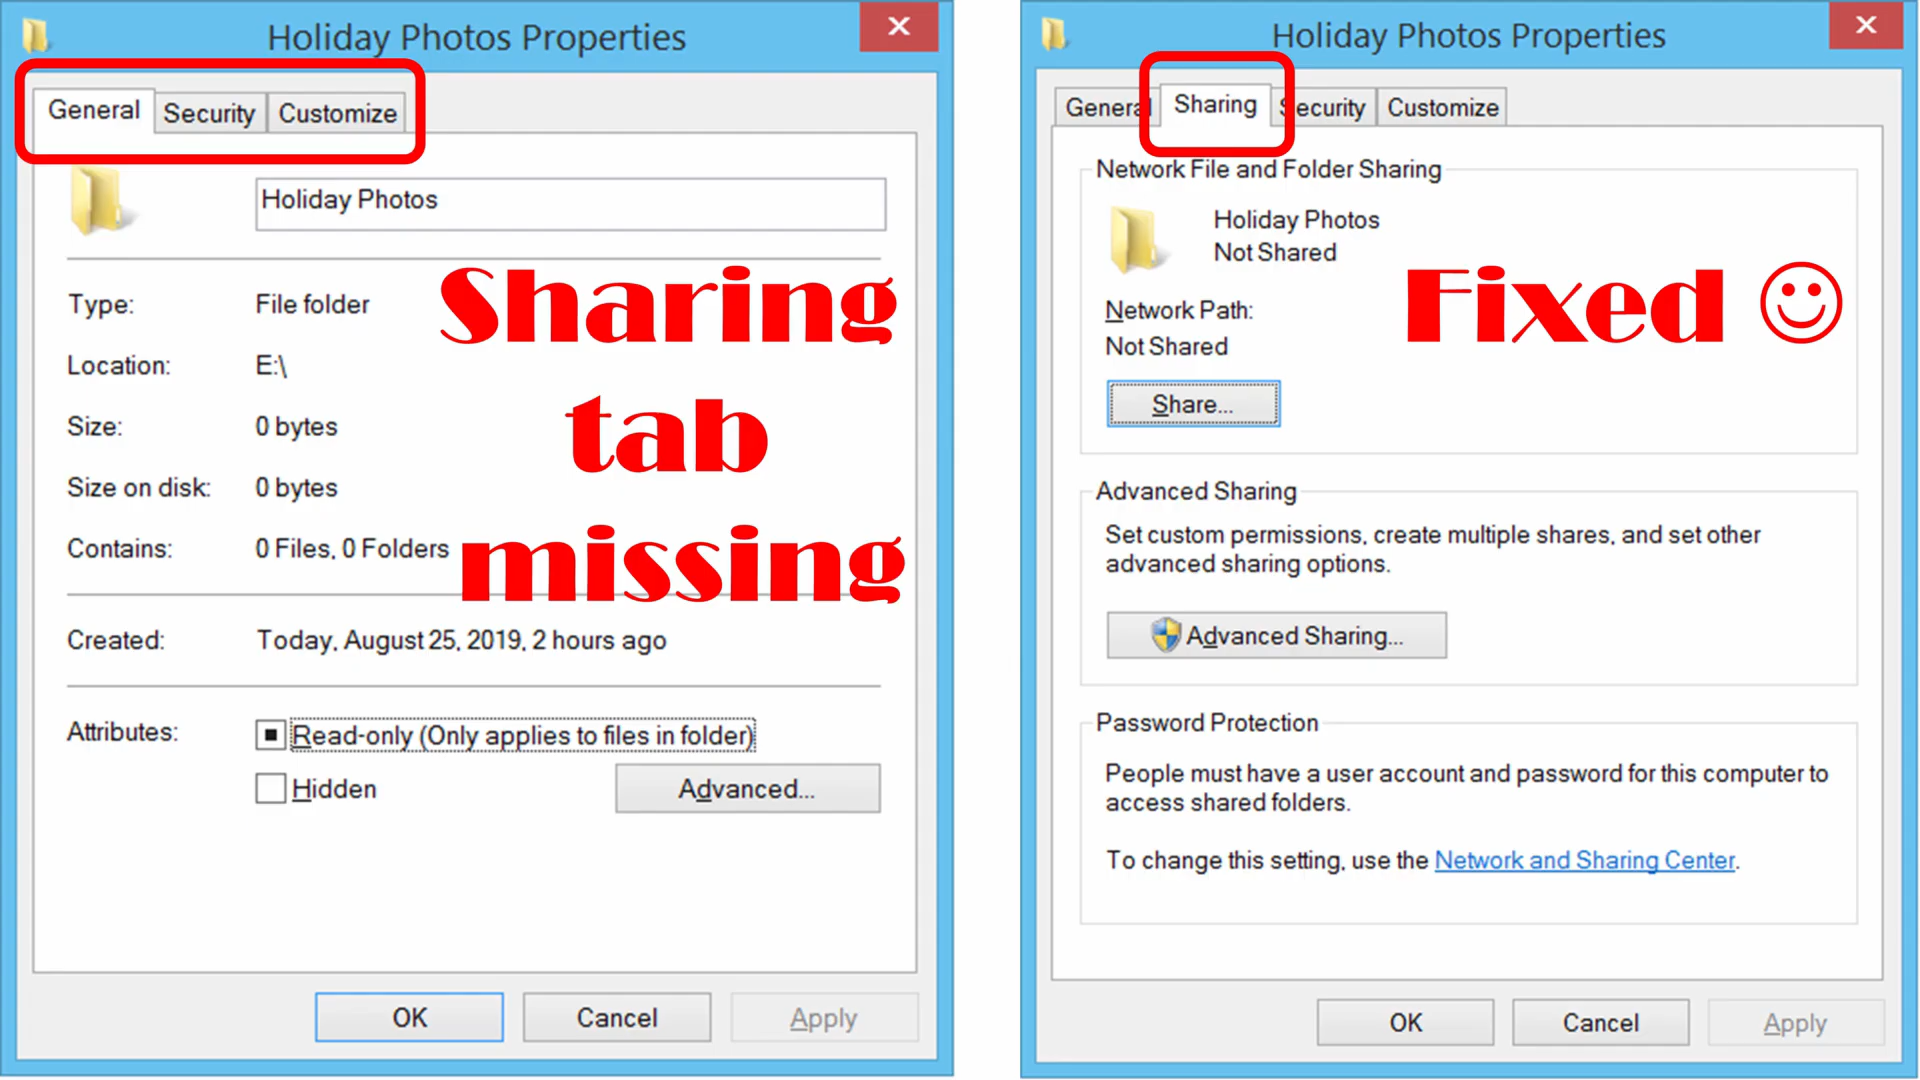 Holiday Photos Properties
General Security Customize
Holiday Photos
Type: File folder
Location: E:\
Size: 0 bytes
Size on disk: 0 bytes
Contains: 0 Files, 0 Folders
Created: Today, August 25, 2019, 2 hours ago
Attributes: Read-only (Only applies to files in folder)
Hidden Advanced...
OK Cancel Apply
Sharing
tab
missing
Holiday Photos Properties
General Sharing Security Customize
Network File and Folder Sharing
Holiday Photos
Not Shared
Network Path:
Not Shared
Share...
Fixed ☺
Advanced Sharing
Set custom permissions, create multiple shares, and set other
advanced sharing options.
Advanced Sharing...
Password Protection
People must have a user account and password for this computer to
access shared folders.
To change this setting, use the Network and Sharing Center.
OK Cancel Apply